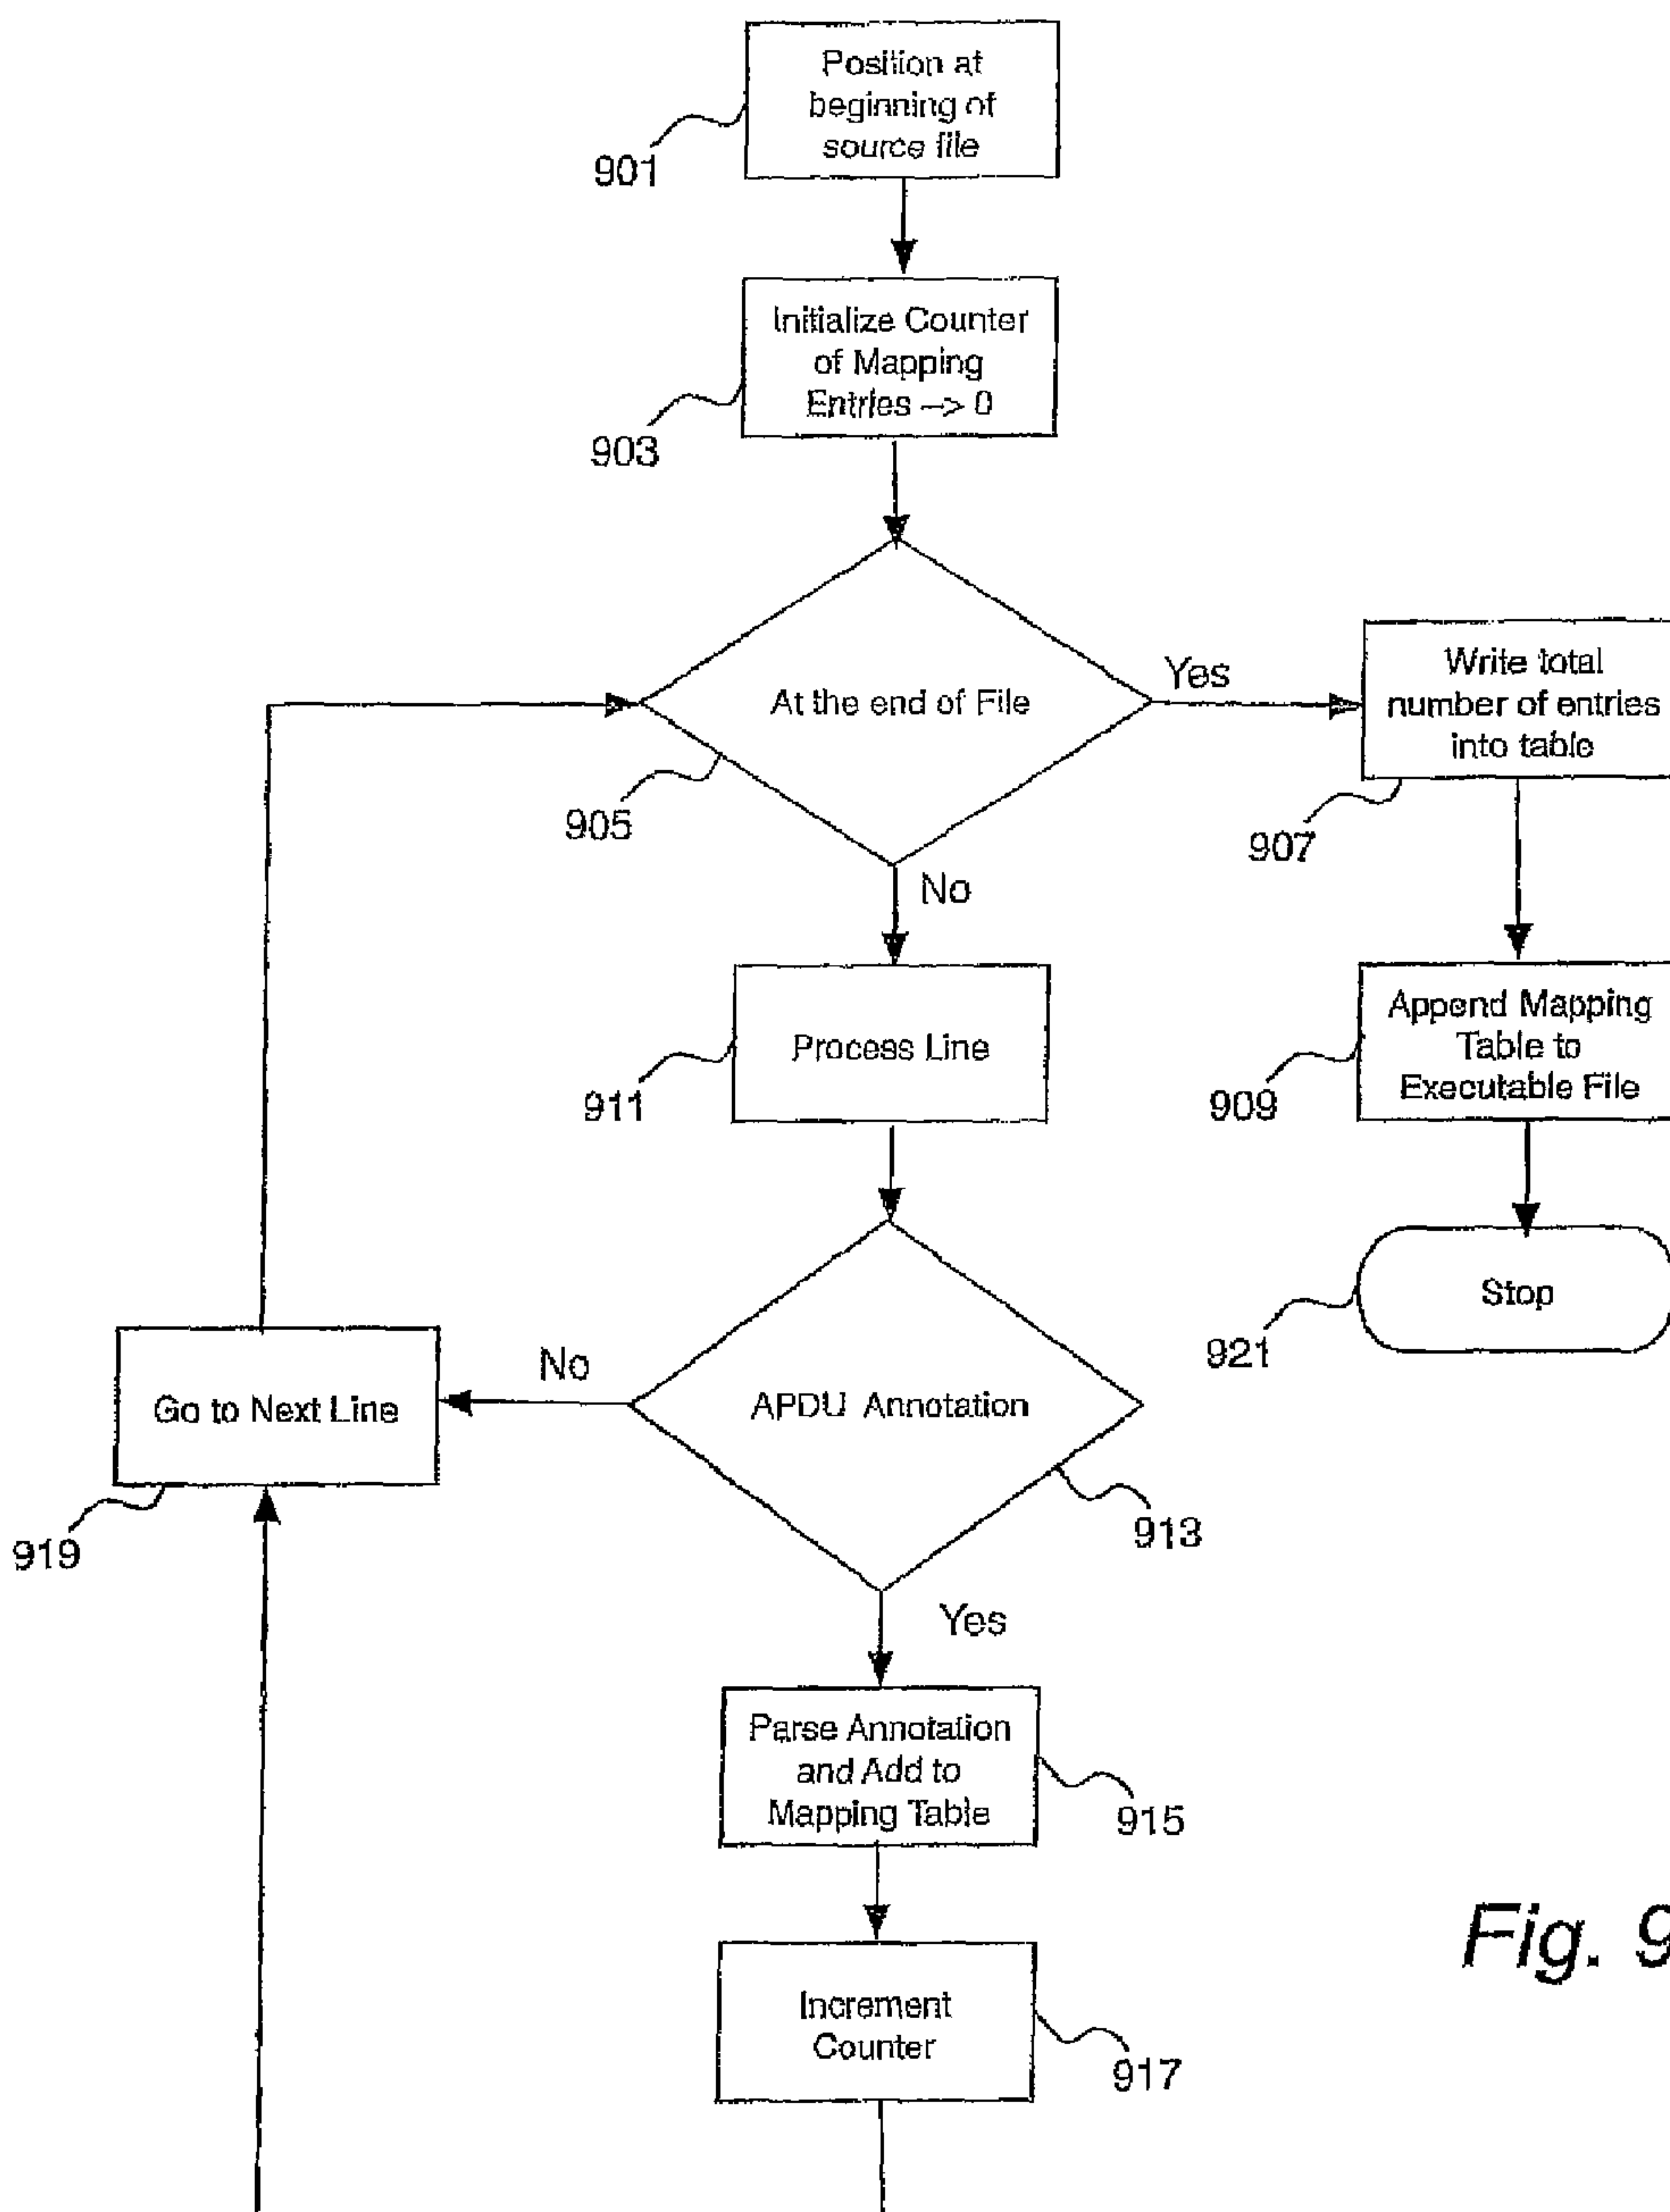 Position at
beginning of
source file
901
Initialize Counter
of Mapping
Entries --> 0
903
At the end of File
905
Yes
Write total
number of entries
into table
907
No
Process Line
911
Append Mapping
Table to
Executable File
909
Stop
921
APDU Annotation
913
No
Go to Next Line
919
Yes
Parse Annotation
and Add to
Mapping Table
915
Increment
Counter
917
Fig. 9